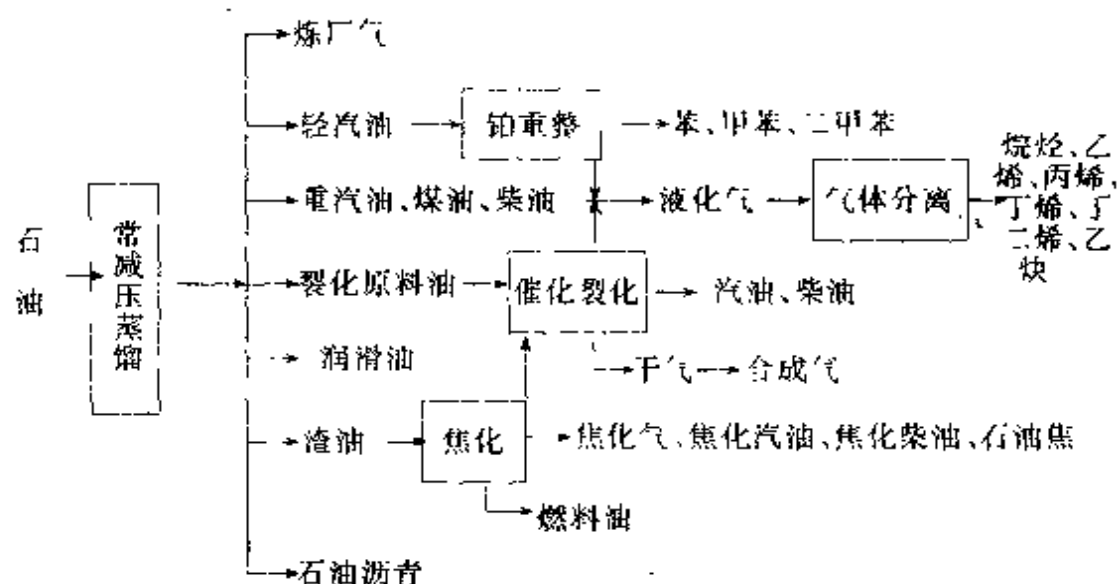 炼厂气
轻汽油
铂重整
苯、甲苯、二甲苯
重汽油、煤油、柴油
液化气
气体分离
烷烃、乙
烯、丙烯、
丁烯、丁
二烯、乙
炔
石
油
常
减
压
蒸
馏
裂化原料油
催化裂化
汽油、柴油
润滑油
干气
合成气
渣油
焦化
焦化气、焦化汽油、焦化柴油、石油焦
燃料油
石油沥青